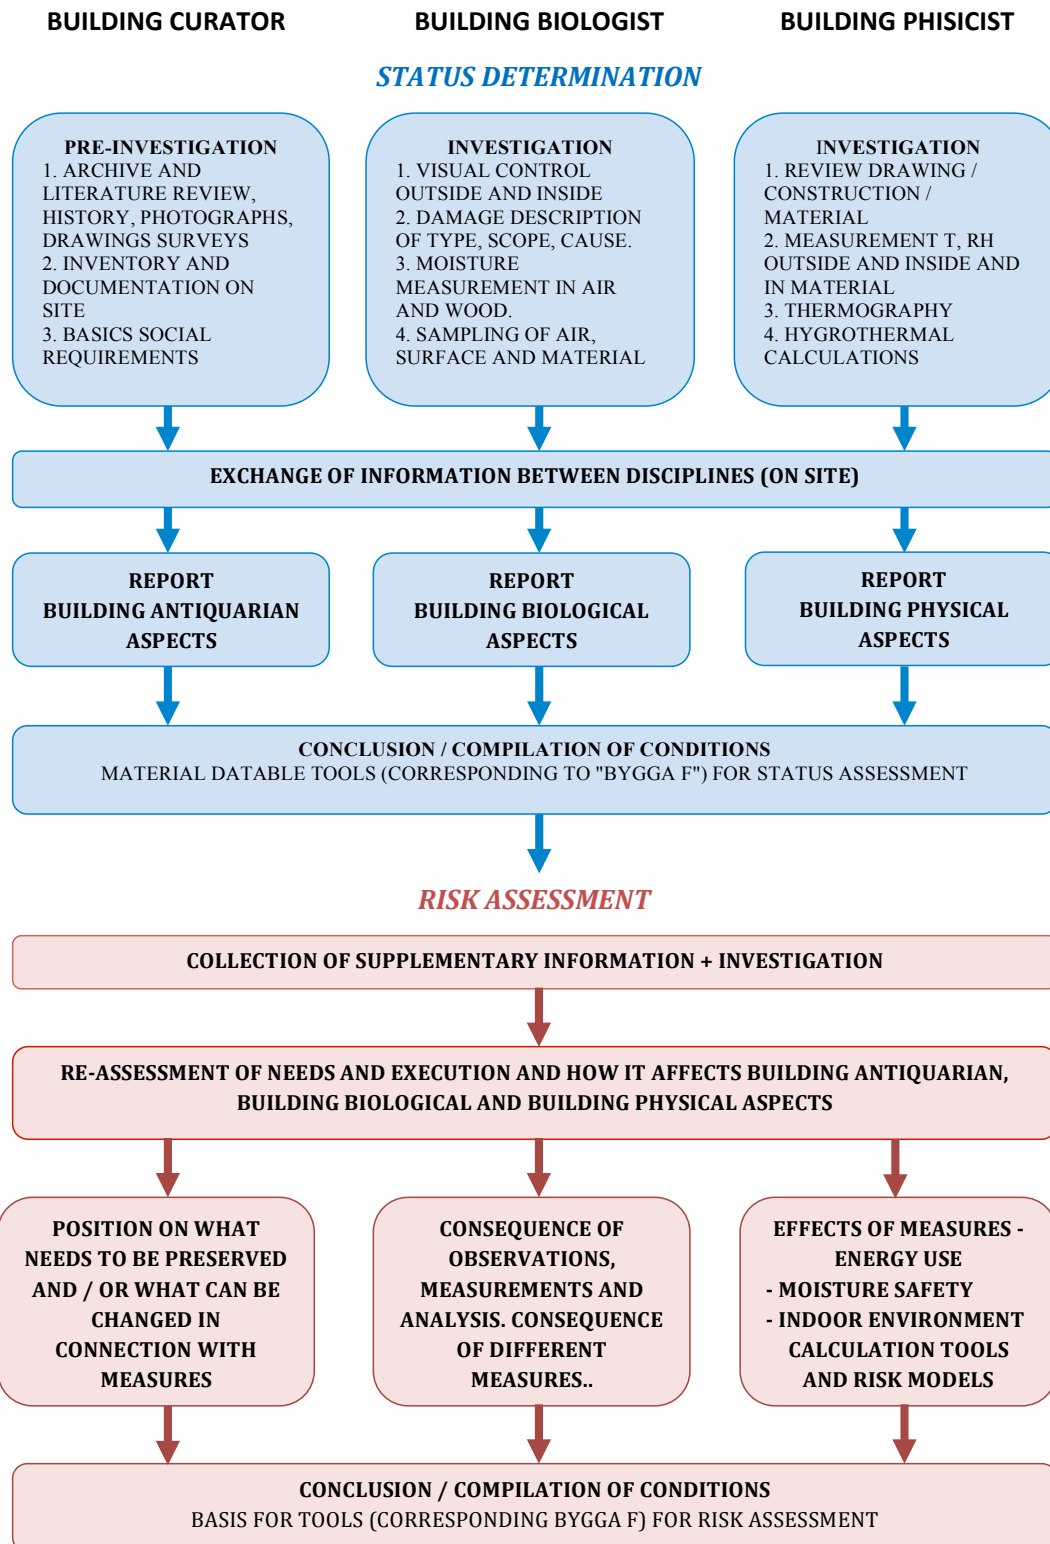 BUILDING CURATOR
BUILDING BIOLOGIST
BUILDING PHISICIST
STATUS DETERMINATION
PRE-INVESTIGATION
1. ARCHIVE AND
LITERATURE REVIEW,
HISTORY, PHOTOGRAPHS,
DRAWINGS SURVEYS
2. INVENTORY AND
DOCUMENTATION ON
SITE
3. BASICS SOCIAL
REQUIREMENTS
INVESTIGATION
1. VISUAL CONTROL
OUTSIDE AND INSIDE
2. DAMAGE DESCRIPTION
OF TYPE, SCOPE, CAUSE.
3. MOISTURE
MEASUREMENT IN AIR
AND WOOD.
4. SAMPLING OF AIR,
SURFACE AND MATERIAL
INVESTIGATION
1. REVIEW DRAWING /
CONSTRUCTION /
MATERIAL
2. MEASUREMENT T, RH
OUTSIDE AND INSIDE AND
IN MATERIAL
3. THERMOGRAPHY
4. HYGROTHERMAL
CALCULATIONS
EXCHANGE OF INFORMATION BETWEEN DISCIPLINES (ON SITE)
REPORT
BUILDING ANTIQUARIAN
ASPECTS
REPORT
BUILDING BIOLOGICAL
ASPECTS
REPORT
BUILDING PHYSICAL
ASPECTS
CONCLUSION / COMPILATION OF CONDITIONS
MATERIAL DATABLE TOOLS (CORRESPONDING TO "BYGGA F") FOR STATUS ASSESSMENT
RISK ASSESSMENT
COLLECTION OF SUPPLEMENTARY INFORMATION + INVESTIGATION
RE-ASSESSMENT OF NEEDS AND EXECUTION AND HOW IT AFFECTS BUILDING ANTIQUARIAN,
BUILDING BIOLOGICAL AND BUILDING PHYSICAL ASPECTS
POSITION ON WHAT
NEEDS TO BE PRESERVED
AND / OR WHAT CAN BE
CHANGED IN
CONNECTION WITH
MEASURES
CONSEQUENCE OF
OBSERVATIONS,
MEASUREMENTS AND
ANALYSIS. CONSEQUENCE
OF DIFFERENT
MEASURES..
EFFECTS OF MEASURES -
ENERGY USE
- MOISTURE SAFETY
- INDOOR ENVIRONMENT
CALCULATION TOOLS
AND RISK MODELS
CONCLUSION / COMPILATION OF CONDITIONS
BASIS FOR TOOLS (CORRESPONDING BYGGA F) FOR RISK ASSESSMENT